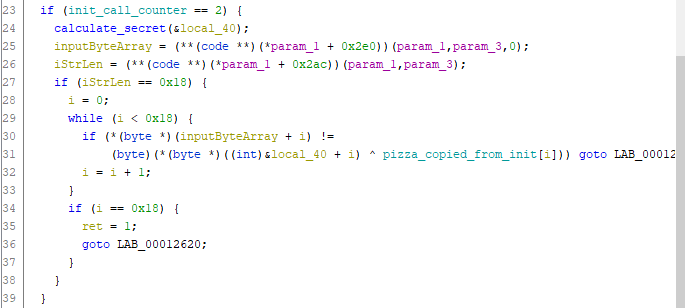 23 if (init_call_counter == 2) {
24 calculate_secret(&local_40);
25 inputByteArray = (**(code **)(*param_1 + 0x2e0))(param_1,param_3,0);
26 iStrLen = (**(code **)(*param_1 + 0x2ac))(param_1,param_3);
27 if (iStrLen == 0x18) {
28 i = 0;
29 while (i < 0x18) {
30 if (*(byte *)(inputByteArray + i) !=
31 (byte)(*(byte *)((int)&local_40 + i) ^ pizza_copied_from_init[i])) goto LAB_00012
32 i = i + 1;
33 }
34 if (i == 0x18) {
35 ret = 1;
36 goto LAB_00012620;
37 }
38 }
39 }